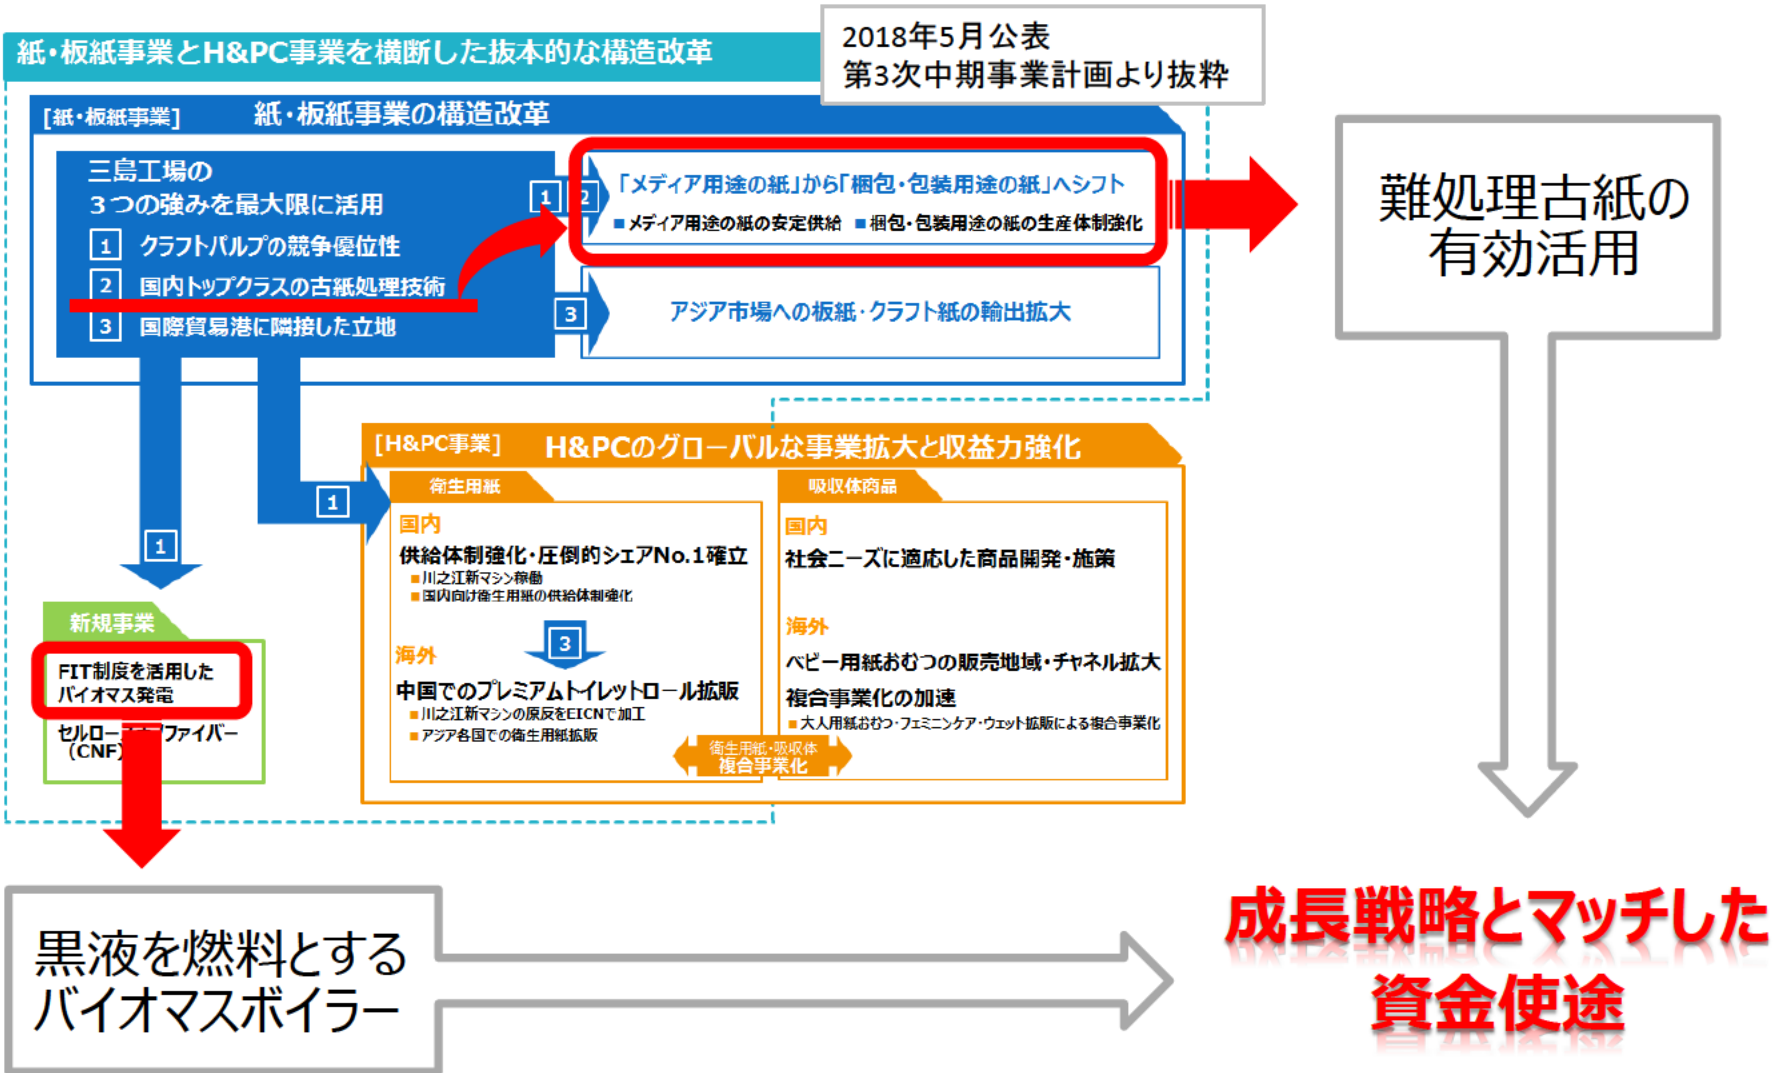 紙・板紙事業とH&PC事業を横断した抜本的な構造改革
2018年5月公表
第3次中期事業計画より抜粋
[紙・板紙事業] 紙・板紙事業の構造改革
三島工場の
3つの強みを最大限に活用
1 クラフトパルプの競争優位性
2 国内トップクラスの古紙処理技術
3 国際貿易港に隣接した立地
1 2
「メディア用途の紙」から「梱包・包装用途の紙」へシフト
■メディア用途の紙の安定供給 ■梱包・包装用途の紙の生産体制強化
3
アジア市場への板紙・クラフト紙の輸出拡大
難処理古紙の
有効活用
[H&PC事業] H&PCのグローバルな事業拡大と収益力強化
1
1
衛生用紙
国内
供給体制強化・圧倒的シェアNo.1確立
■川之江新マシン稼働
■国内向け衛生用紙の供給体制強化
3
海外
中国でのプレミアムトイレットロール拡販
■川之江新マシンの原反をEICNで加工
■アジア各国での衛生用紙拡販
吸収体商品
国内
社会ニーズに適応した商品開発・施策
海外
ベビー用紙おむつの販売地域・チャネル拡大
複合事業化の加速
■大人用紙おむつ・フェミニンケア・ウェット拡販による複合事業化
衛生用紙・吸収体
複合事業化
新規事業
FIT制度を活用した
バイオマス発電
セルロー ファイバー
(CNF)
黒液を燃料とする
バイオマスボイラー
成長戦略とマッチした
資金使途